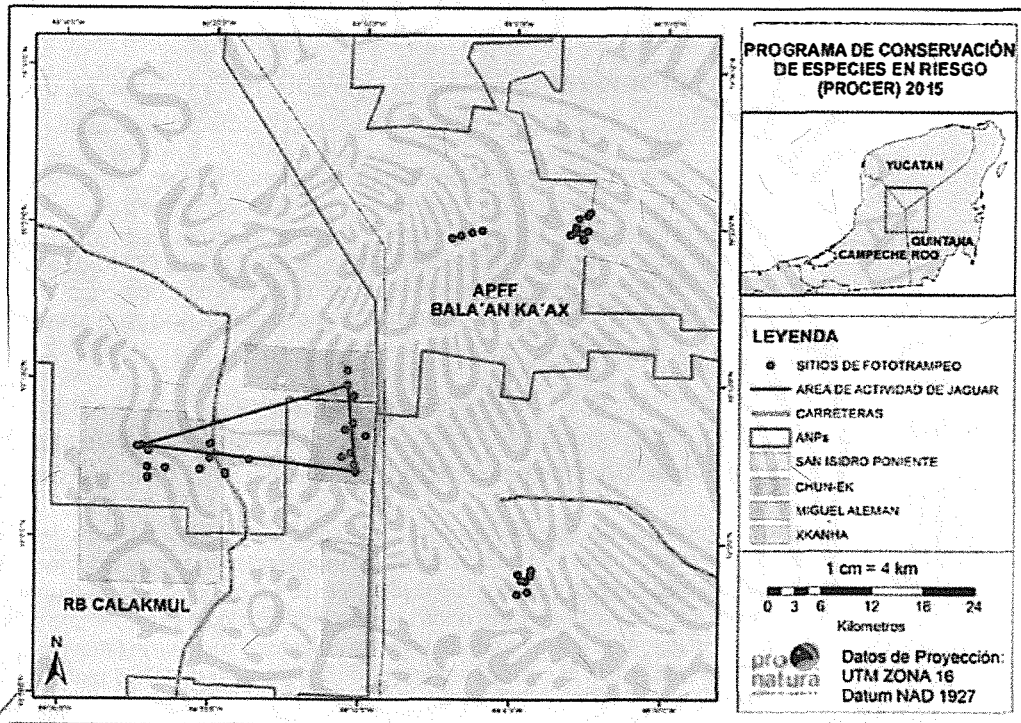 PROGRAMA DE CONSERVACIÓN
DE ESPECIES EN RIESGO
(PROCER) 2015
YUCATAN
QUINTANA
CAMPECHE ROO
APFF
BALA´AN KA´AX
RB CALAKMUL
N
LEYENDA
SITIOS DE FOTOTRAMPEO
AREA DE ACTIVIDAD DE JAGUAR
CARRETERAS
ANPs
SAN ISIDRO PONIENTE
CHUN-EK
MIGUEL ALEMAN
XKANHA
1 cm = 4 km
0 3 6 12 18 24
Kilometros
pro
natura
Datos de Proyección:
UTM ZONA 16
Datum NAD 1927